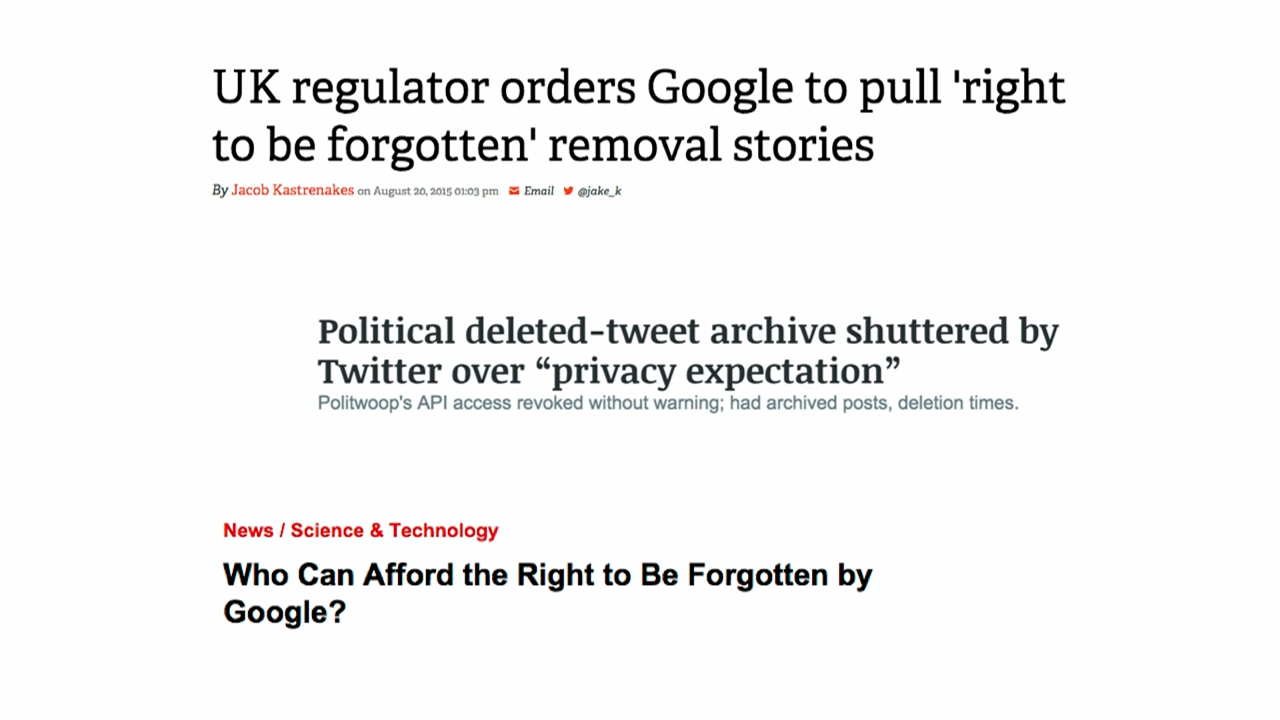 UK regulator orders Google to pull 'right
to be forgotten' removal stories
By Jacob Kastrenakes on August 20, 2015 01:03 pm Email @jake_k
Political deleted-tweet archive shuttered by
Twitter over “privacy expectation”
Politwoop's API access revoked without warning; had archived posts, deletion times.
News / Science & Technology
Who Can Afford the Right to Be Forgotten by
Google?